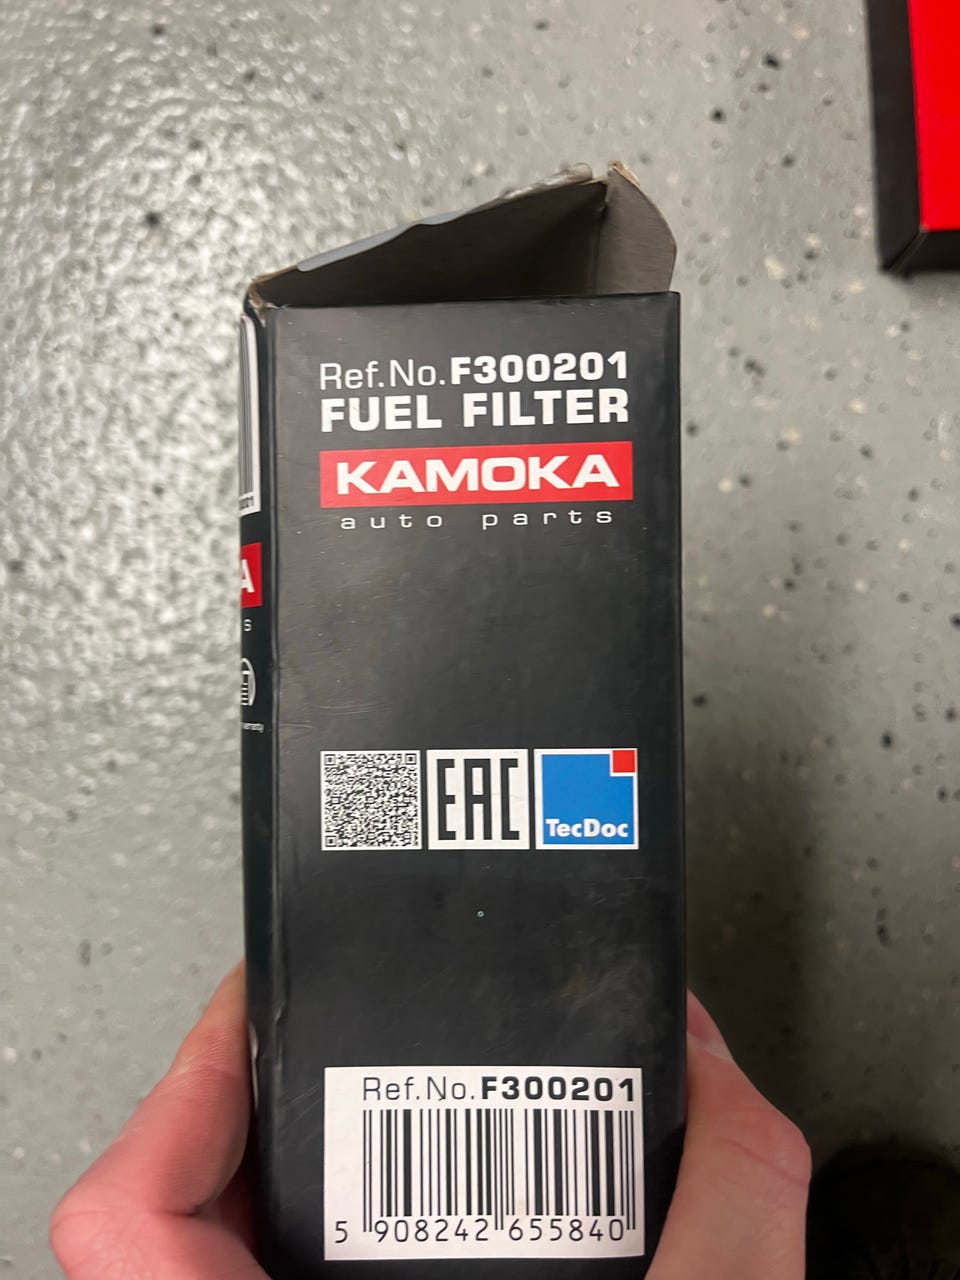 Ref.No.F300201
FUEL FILTER
KAMOKA
auto parts
A
s
EAC
TecDoc
Ref.No.F300201
5 908242 655840